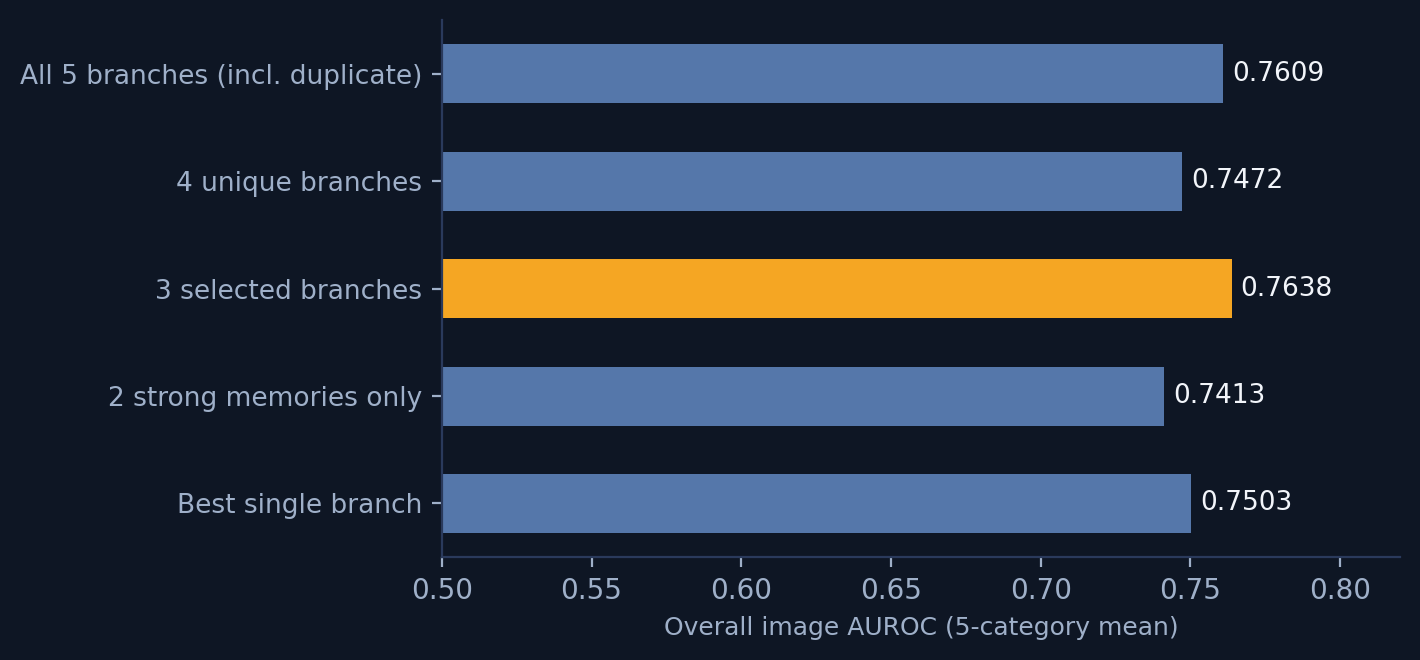 All 5 branches (incl. duplicate) 0.7609
4 unique branches 0.7472
3 selected branches 0.7638
2 strong memories only 0.7413
Best single branch 0.7503
0.50 0.55 0.60 0.65 0.70 0.75 0.80
Overall image AUROC (5-category mean)